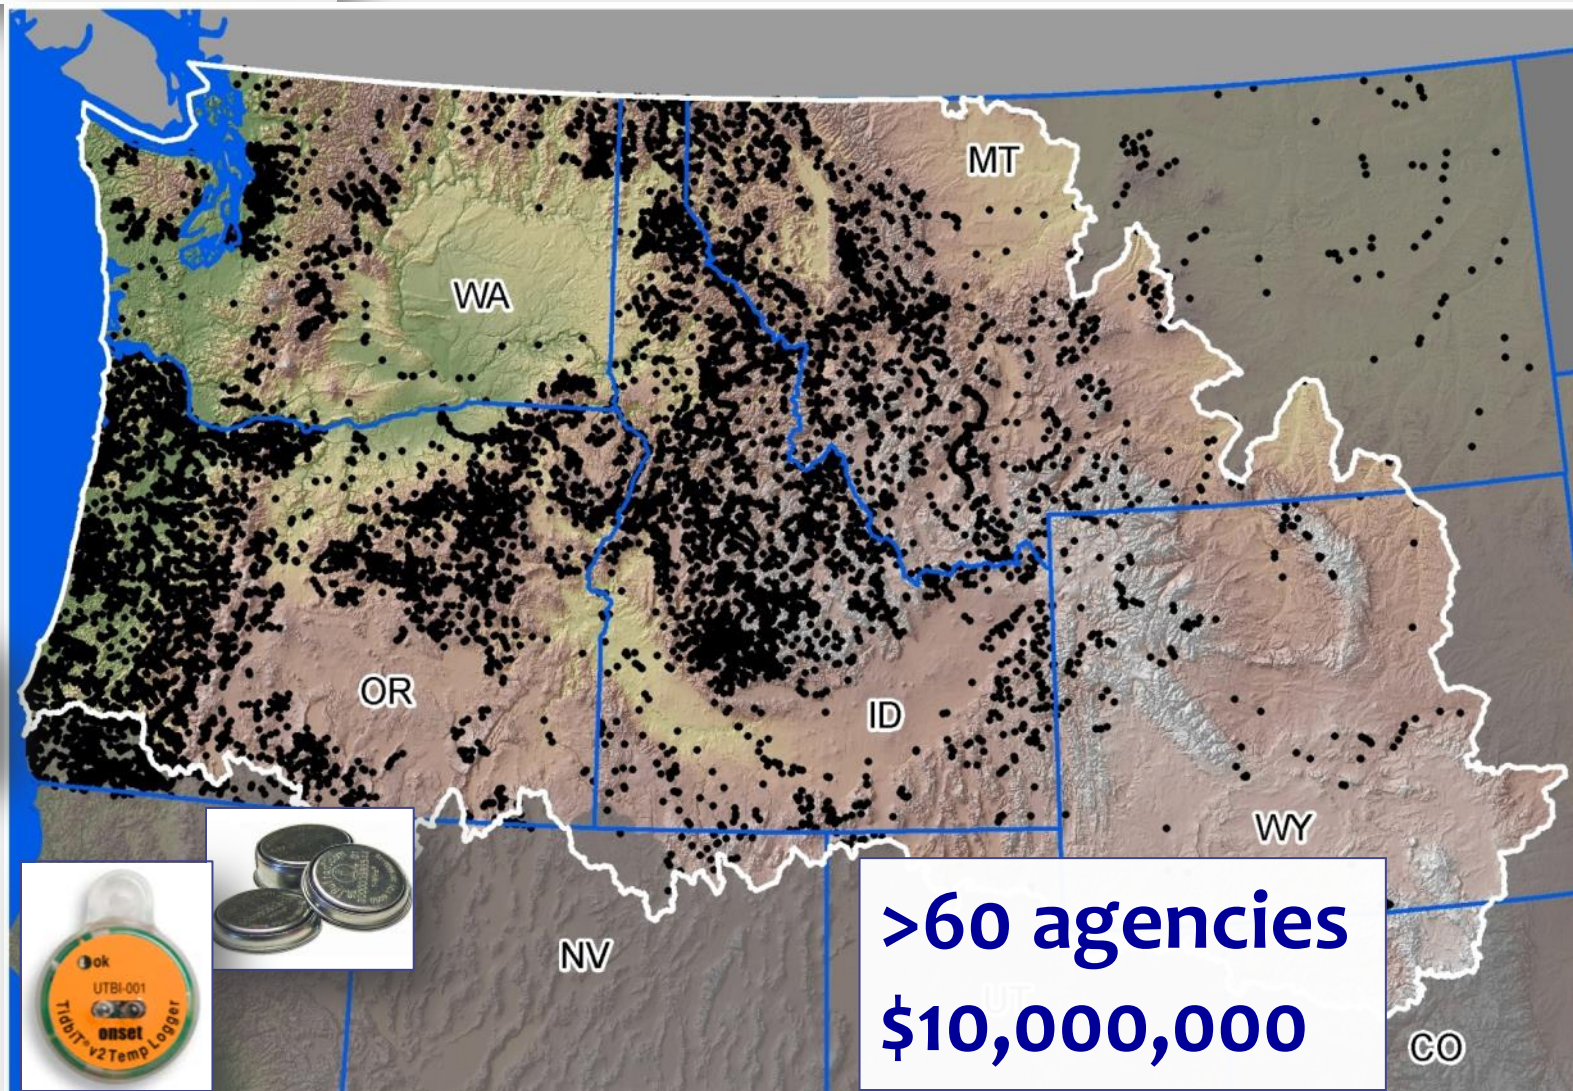 MT
WA
OR
ID
WY
NV
UT
CO
ok
UTBI-001
onset
TidbiT® v2 Temp Logger
>60 agencies
$10,000,000